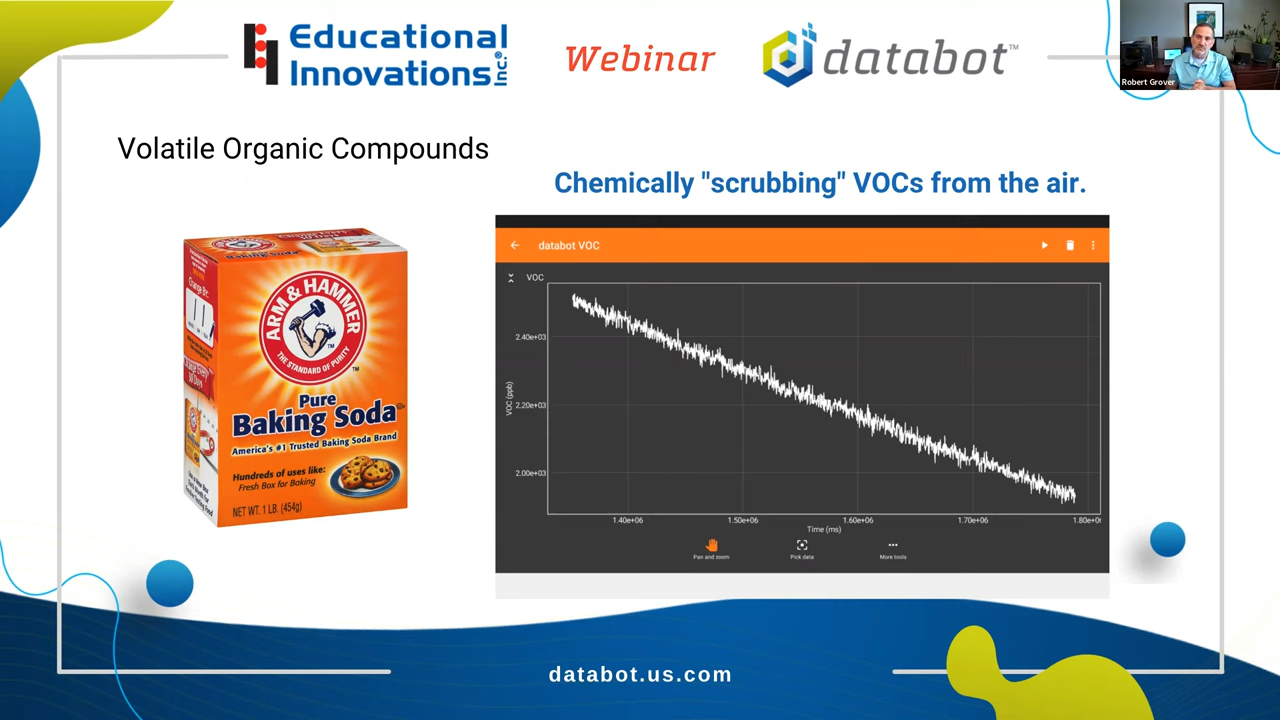 Educational
Innovations®
Inc.
Webinar
databot™
Robert Grover
Volatile Organic Compounds
Chemically "scrubbing" VOCs from the air.
ARM & HAMMER
THE STANDARD OF PURITY
Pure
Baking Soda
America's #1 Trusted Baking Soda Brand
Hundreds of uses like:
Fresh Box for Baking
NET WT. 1 LB. (454g)
databot VOC
VOC
VOC (ppb)
2.40e+03
2.20e+03
2.00e+03
1.40e+06
1.50e+06
1.60e+06
1.70e+06
1.80e+0
Time (ms)
Pan and zoom
Pick data
More tools
databot.us.com